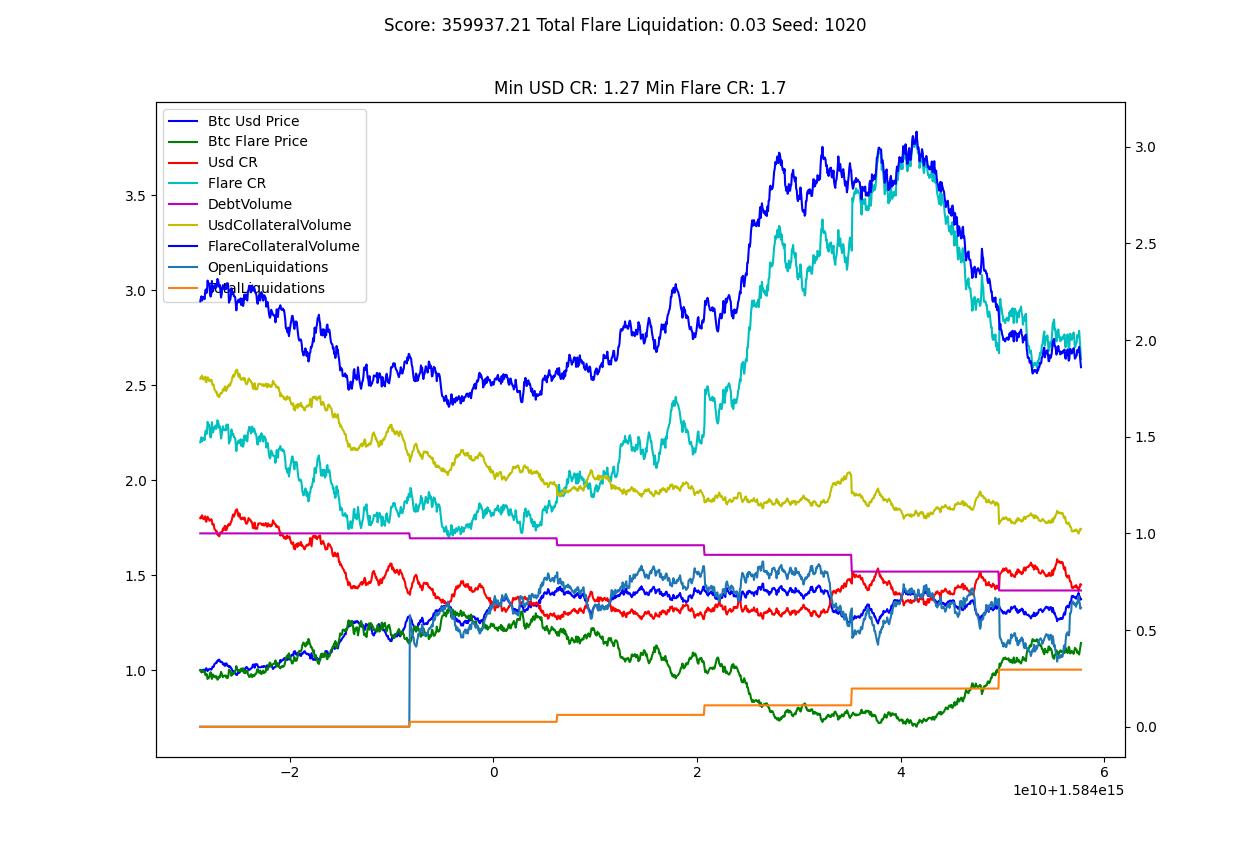 Score: 359937.21 Total Flare Liquidation: 0.03 Seed: 1020
Min USD CR: 1.27 Min Flare CR: 1.7
Btc Usd Price
Btc Flare Price
Usd CR
Flare CR
DebtVolume
UsdCollateralVolume
FlareCollateralVolume
OpenLiquidations
TotalLiquidations
3.5
3.0
2.5
2.0
1.5
1.0
3.0
2.5
2.0
1.5
1.0
0.5
0.0
−2
0
2
4
6
1e10+1.584e15